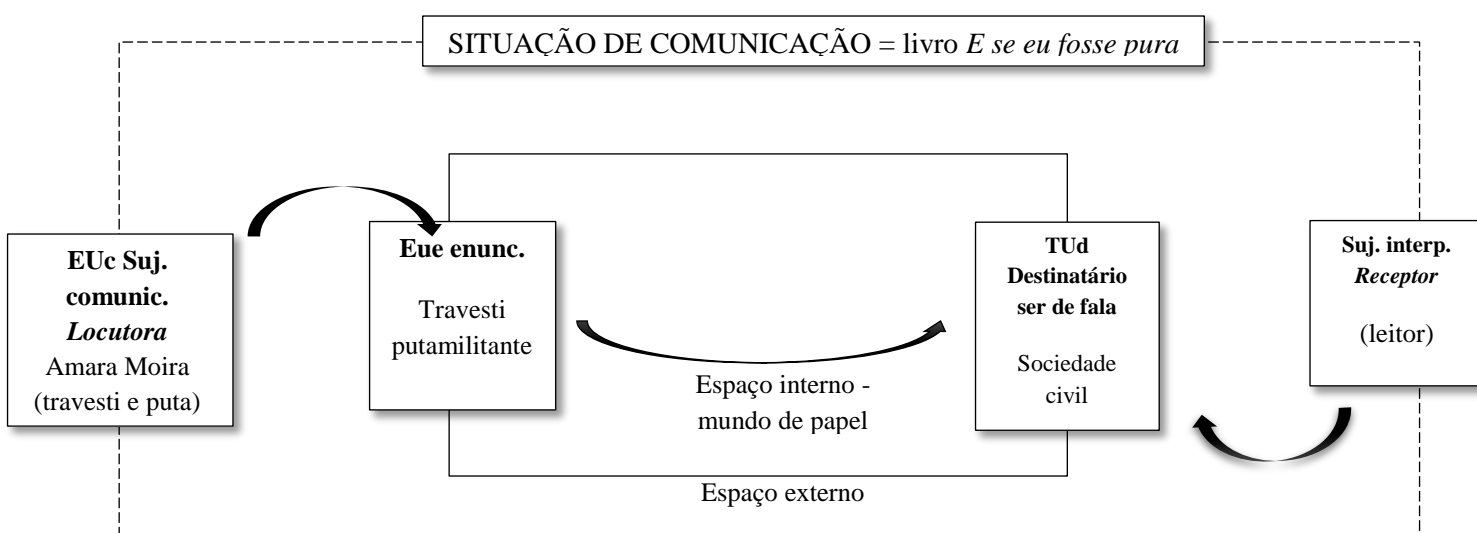 SITUAÇÃO DE COMUNICAÇÃO = livro E se eu fosse pura
EUc Suj.
comunic.
Locutora
Amara Moira
(travesti e puta)
Eue enunc.
Travesti
putamilitante
Espaço interno -
mundo de papel
TUd
Destinatário
ser de fala
Sociedade
civil
Suj. interp.
Receptor
(leitor)
Espaço externo